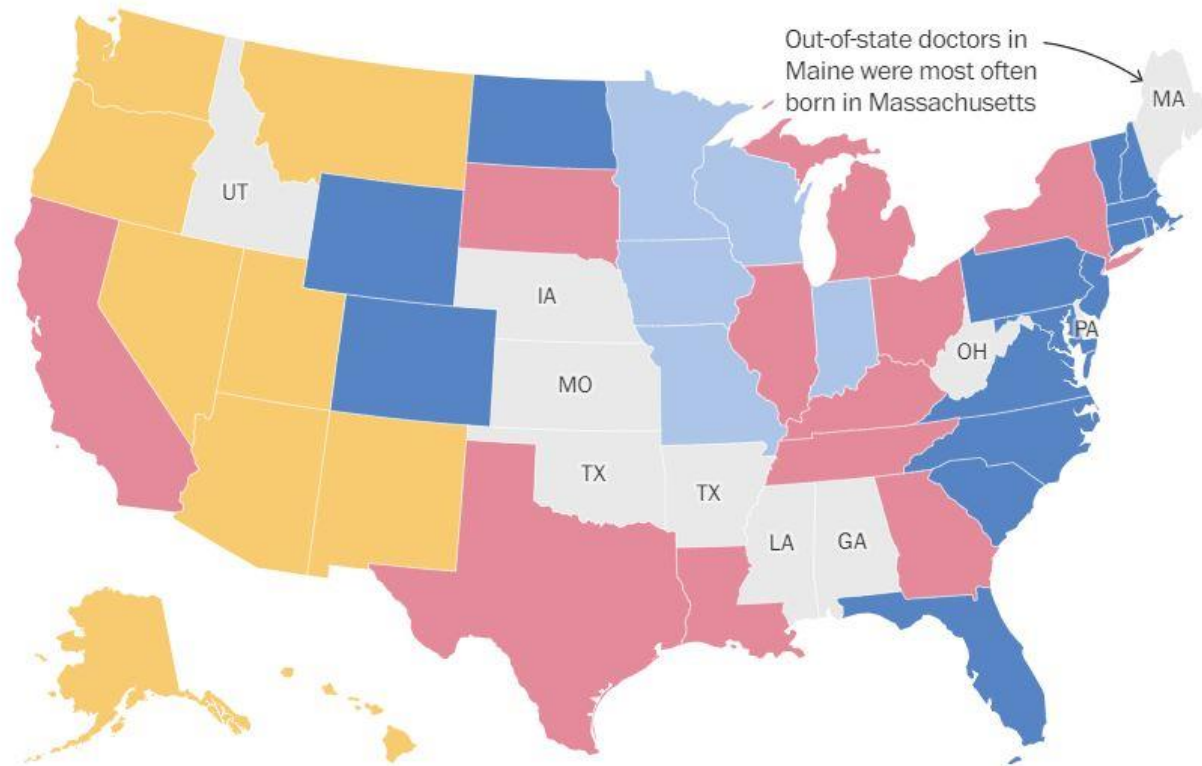 Out-of-state doctors in
Maine were most often
born in Massachusetts
MA
UT
IA
PA
OH
MO
TX
TX
LA
GA